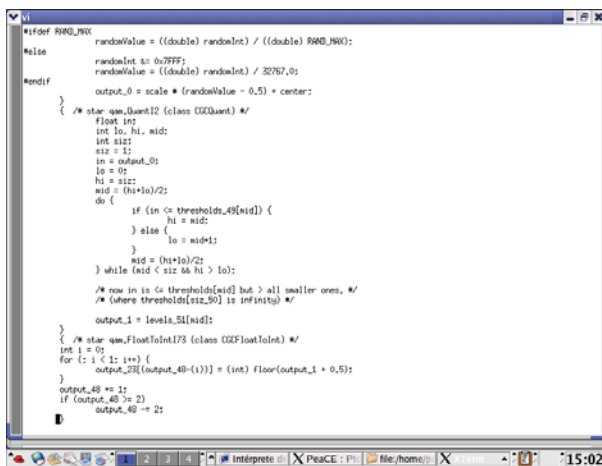 vi
#ifdef RAND_MAX
randomValue = ((double) randomInt) / ((double) RAND_MAX);
#else
randomInt &= 0x7FFF;
randomValue = ((double) randomInt) / 32767.0;
#endif
output_0 = scale * (randomValue - 0.5) + center;
}
{ /* star qam.Quant12 (class CGCQuant) */
float in;
int lo, hi, mid;
int siz;
siz = 1;
in = output_0;
lo = 0;
hi = siz;
mid = (hi+lo)/2;
do {
if (in <= thresholds_49[mid]) {
hi = mid;
} else {
lo = mid+1;
}
mid = (hi+lo)/2;
} while (mid < siz && hi > lo);
/* now in is <= thresholds[mid] but > all smaller ones. */
/* (where thresholds[siz_50] is infinity) */
output_1 = levels_51[mid];
}
{ /* star qam.FloatToInt173 (class CGCFloatToInt) */
int i = 0;
for (; i < 1; i++) {
output_23[(output_48-(i))] = (int) floor(output_1 + 0.5);
}
output_48 += 1;
if (output_48 >= 2)
output_48 -= 2;
}
1 2 3 4 Intérprete d PeaCE : Pt file:/home/p XTerm 15:02